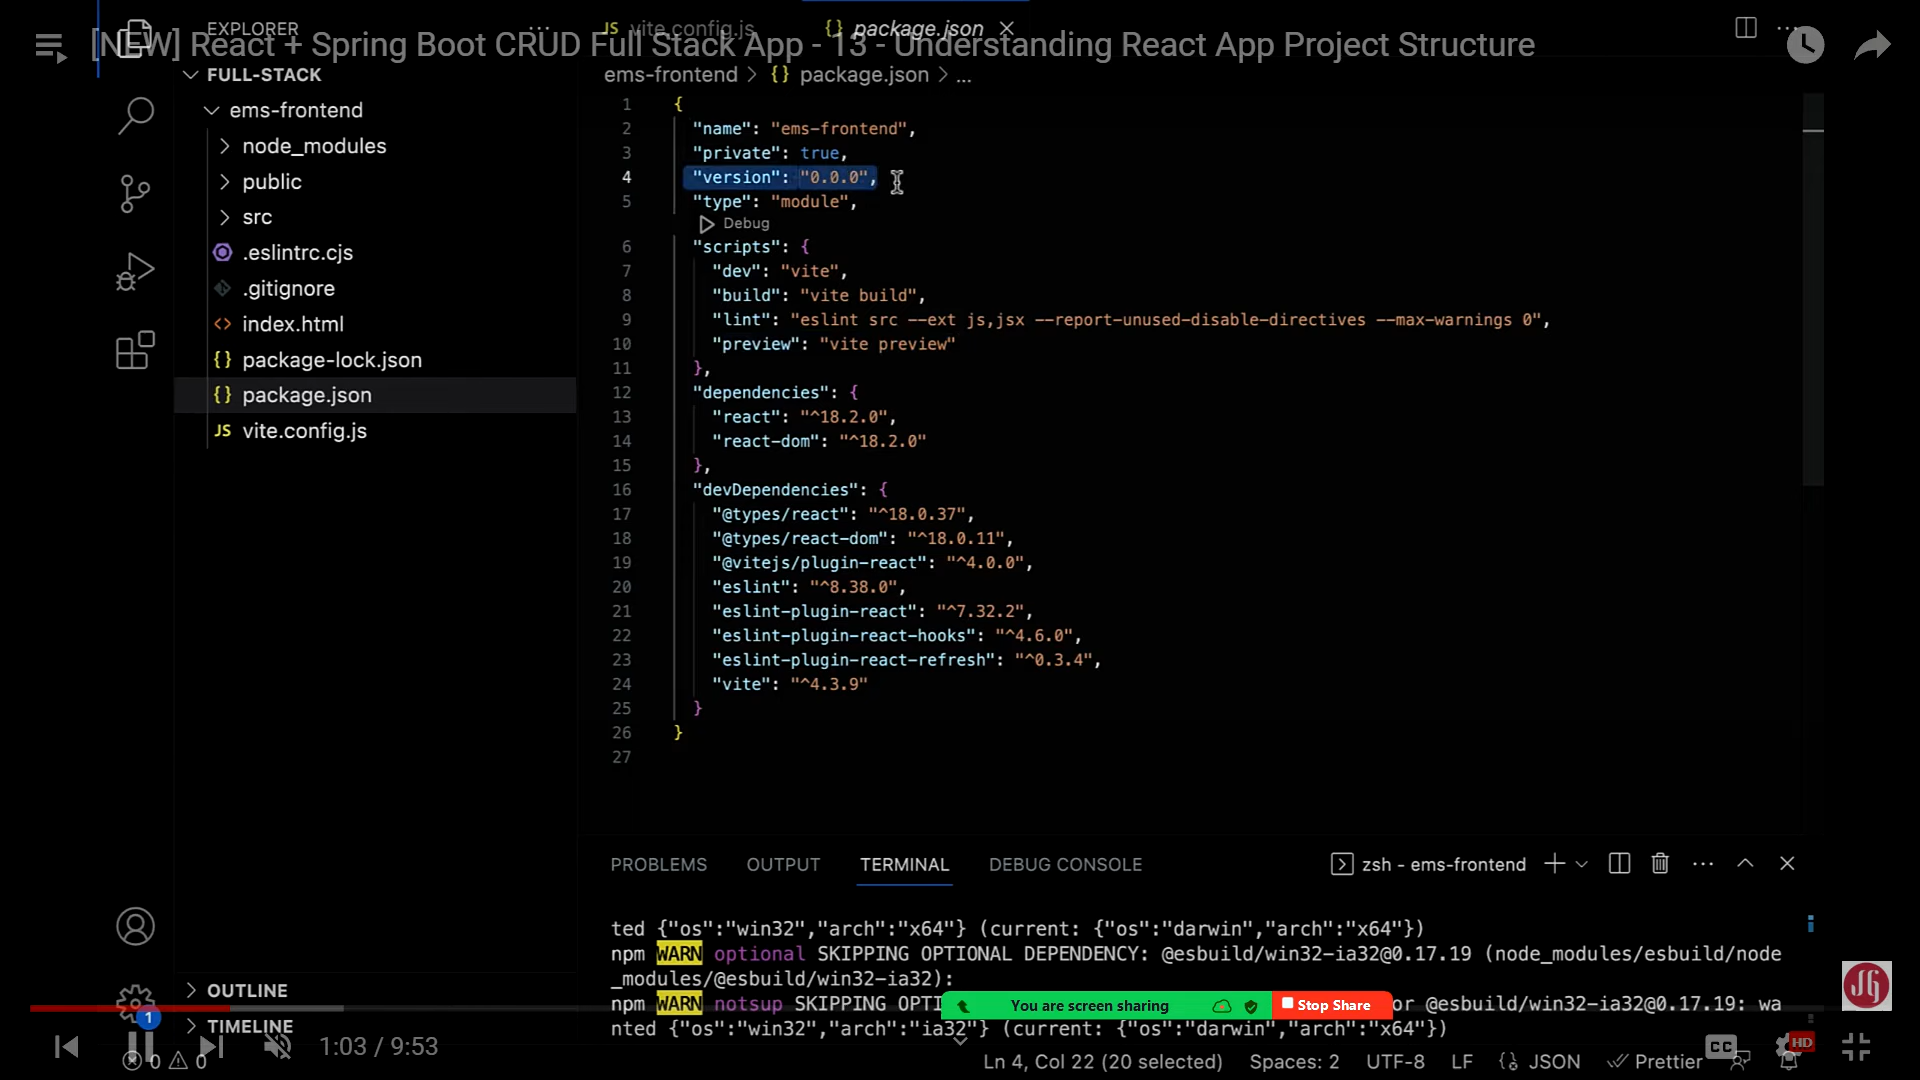 [NEW] React + Spring Boot CRUD Full Stack App - 13 - Understanding React App Project Structure
EXPLORER
JS vite.config.js
{} package.json
FULL-STACK
ems-frontend
node_modules
public
src
.eslintrc.cjs
.gitignore
<> index.html
{} package-lock.json
{} package.json
JS vite.config.js
OUTLINE
TIMELINE
ems-frontend > {} package.json > ...
1 {
2 "name": "ems-frontend",
3 "private": true,
4 "version": "0.0.0",
5 "type": "module",
Debug
6 "scripts": {
7 "dev": "vite",
8 "build": "vite build",
9 "lint": "eslint src --ext js,jsx --report-unused-disable-directives --max-warnings 0",
10 "preview": "vite preview"
11 },
12 "dependencies": {
13 "react": "^18.2.0",
14 "react-dom": "^18.2.0"
15 },
16 "devDependencies": {
17 "@types/react": "^18.0.37",
18 "@types/react-dom": "^18.0.11",
19 "@vitejs/plugin-react": "^4.0.0",
20 "eslint": "^8.38.0",
21 "eslint-plugin-react": "^7.32.2",
22 "eslint-plugin-react-hooks": "^4.6.0",
23 "eslint-plugin-react-refresh": "^0.3.4",
24 "vite": "^4.3.9"
25 }
26 }
27
PROBLEMS OUTPUT TERMINAL DEBUG CONSOLE
zsh - ems-frontend
ted {"os":"win32","arch":"x64"} (current: {"os":"darwin","arch":"x64"})
npm WARN optional SKIPPING OPTIONAL DEPENDENCY: @esbuild/win32-ia32@0.17.19 (node_modules/esbuild/node
_modules/@esbuild/win32-ia32):
npm WARN notsup SKIPPING OPTI
or @esbuild/win32-ia32@0.17.19: wa
You are screen sharing
Stop Share
nted {"os":"win32","arch":"ia32"} (current: {"os":"darwin","arch":"x64"})
1
1:03 / 9:53
0 0
Ln 4, Col 22 (20 selected) Spaces: 2 UTF-8 LF {} JSON Prettier
CC
HD